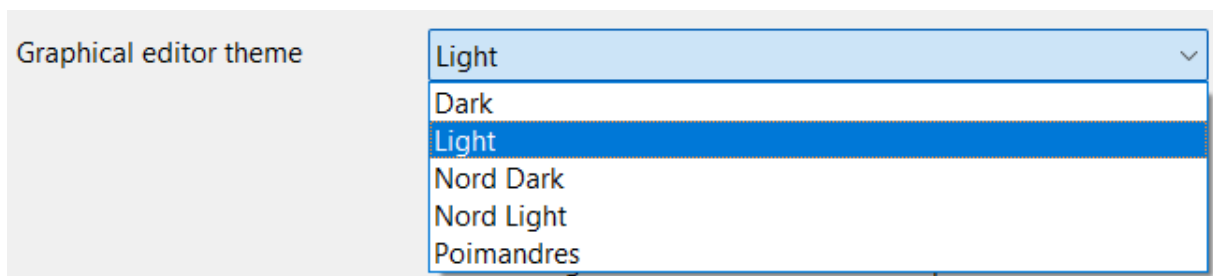 Graphical editor theme
Light
Dark
Light
Nord Dark
Nord Light
Poimandres